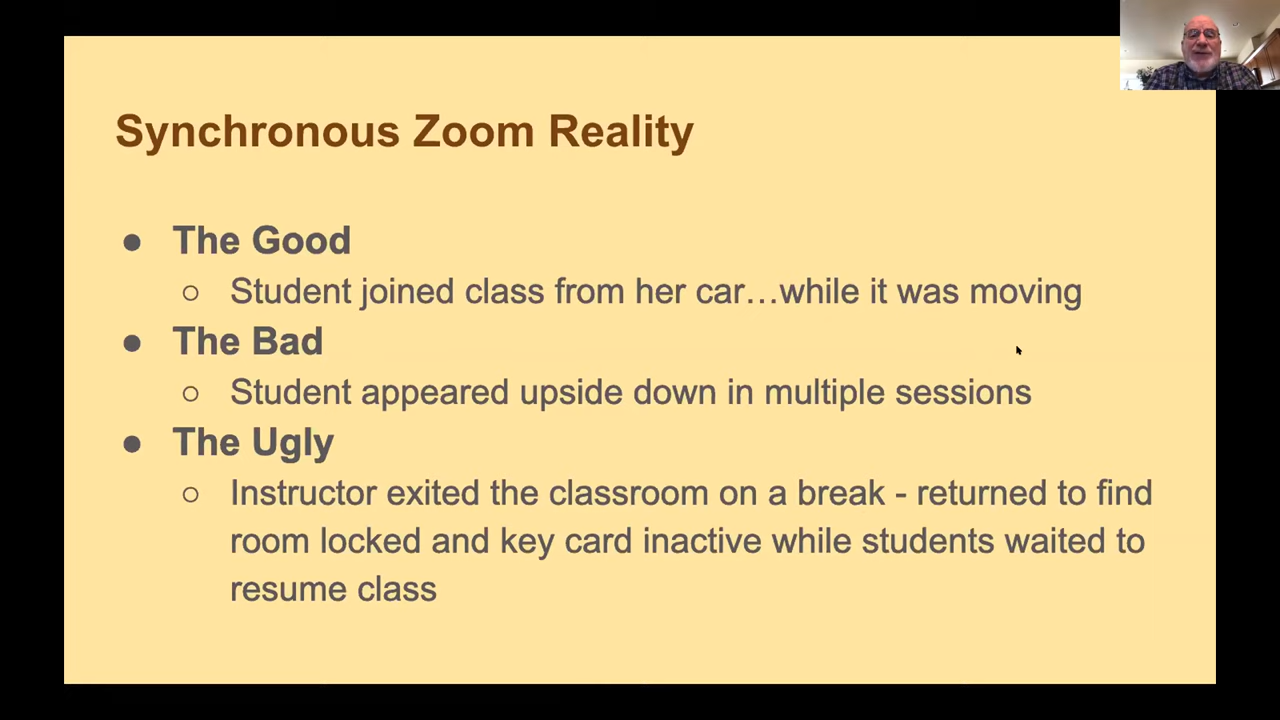 Synchronous Zoom Reality
● The Good
○ Student joined class from her car…while it was moving
● The Bad
○ Student appeared upside down in multiple sessions
● The Ugly
○ Instructor exited the classroom on a break - returned to find
room locked and key card inactive while students waited to
resume class